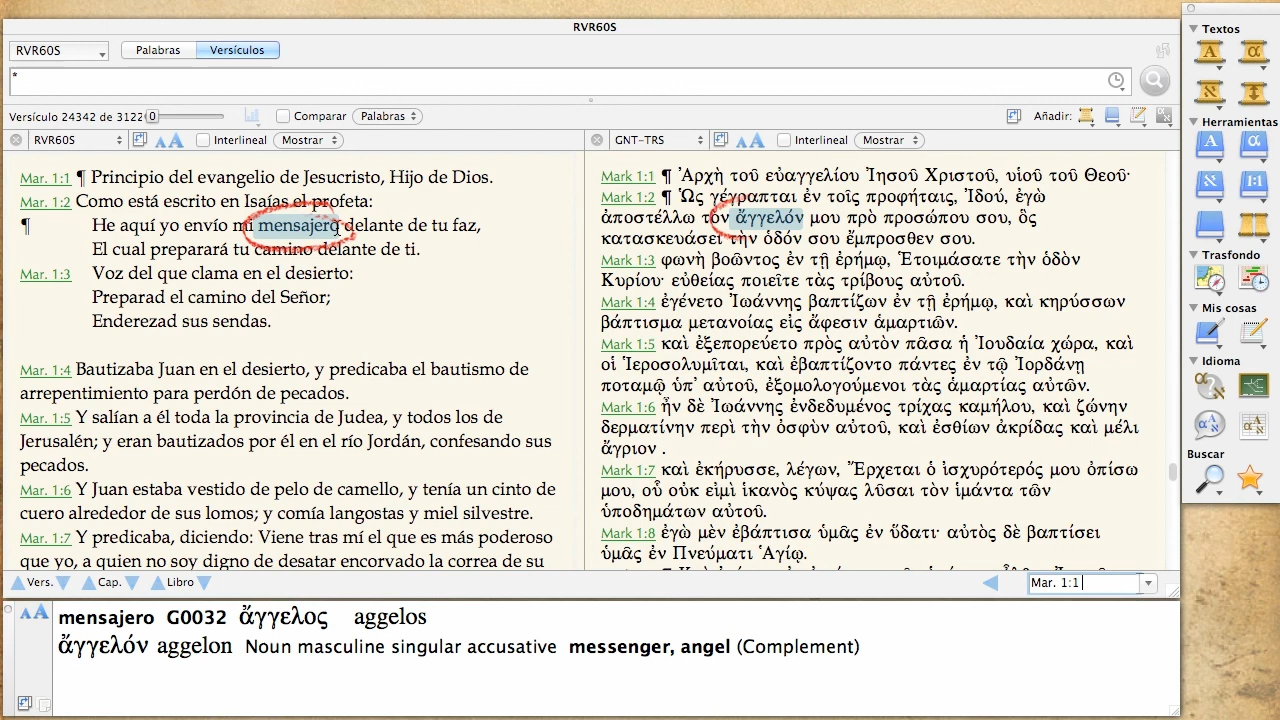 RVR60S
RVR60S Palabras Versículos
*
Versículo 24342 de 3122 0 Comparar Palabras Añadir:
RVR60S Interlineal Mostrar
Mar. 1:1 ¶ Principio del evangelio de Jesucristo, Hijo de Dios.
Mar. 1:2 Como está escrito en Isaías el profeta:
¶ He aquí yo envío mi mensajero delante de tu faz,
El cual preparará tu camino delante de ti.
Mar. 1:3 Voz del que clama en el desierto:
Preparad el camino del Señor;
Enderezad sus sendas.
Mar. 1:4 Bautizaba Juan en el desierto, y predicaba el bautismo de
arrepentimiento para perdón de pecados.
Mar. 1:5 Y salían a él toda la provincia de Judea, y todos los de
Jerusalén; y eran bautizados por él en el río Jordán, confesando sus
pecados.
Mar. 1:6 Y Juan estaba vestido de pelo de camello, y tenía un cinto de
cuero alrededor de sus lomos; y comía langostas y miel silvestre.
Mar. 1:7 Y predicaba, diciendo: Viene tras mí el que es más poderoso
que yo, a quien no soy digno de desatar encorvado la correa de su
GNT-TRS Interlineal Mostrar
Mark 1:1 ¶ Ἀρχὴ τοῦ εὐαγγελίου Ἰησοῦ Χριστοῦ, υἱοῦ τοῦ Θεοῦ·
Mark 1:2 ¶ Ὡς γέγραπται ἐν τοῖς προφήταις, Ἰδού, ἐγὼ
ἀποστέλλω τὸν ἄγγελόν μου πρὸ προσώπου σου, ὃς
κατασκευάσει τὴν ὁδόν σου ἔμπροσθεν σου.
Mark 1:3 φωνὴ βοῶντος ἐν τῇ ἐρήμῳ, Ἑτοιμάσατε τὴν ὁδὸν
Κυρίου· εὐθείας ποιεῖτε τὰς τρίβους αὐτοῦ.
Mark 1:4 ἐγένετο Ἰωάννης βαπτίζων ἐν τῇ ἐρήμῳ, καὶ κηρύσσων
βάπτισμα μετανοίας εἰς ἄφεσιν ἁμαρτιῶν.
Mark 1:5 καὶ ἐξεπορεύετο πρὸς αὐτὸν πᾶσα ἡ Ἰουδαία χώρα, καὶ
οἱ Ἱεροσολυμῖται, καὶ ἐβαπτίζοντο πάντες ἐν τῷ Ἰορδάνῃ
ποταμῷ ὑπ' αὐτοῦ, ἐξομολογούμενοι τὰς ἁμαρτίας αὐτῶν.
Mark 1:6 ἦν δὲ Ἰωάννης ἐνδεδυμένος τρίχας καμήλου, καὶ ζώνην
δερματίνην περὶ τὴν ὀσφὺν αὐτοῦ, καὶ ἐσθίων ἀκρίδας καὶ μέλι
ἄγριον .
Mark 1:7 καὶ ἐκήρυσσε, λέγων, Ἔρχεται ὁ ἰσχυρότερός μου ὀπίσω
μου, οὗ οὐκ εἰμὶ ἱκανὸς κύψας λῦσαι τὸν ἱμάντα τῶν
ὑποδημάτων αὐτοῦ.
Mark 1:8 ἐγὼ μὲν ἐβάπτισα ὑμᾶς ἐν ὕδατι· αὐτὸς δὲ βαπτίσει
ὑμᾶς ἐν Πνεύματι Ἁγίῳ.
Vers. Cap. Libro Mar. 1:1
mensajero G0032 ἄγγελος aggelos
ἄγγελόν aggelon Noun masculine singular accusative messenger, angel (Complement)
Textos
Herramientas
Trasfondo
Mis cosas
Idioma
Buscar